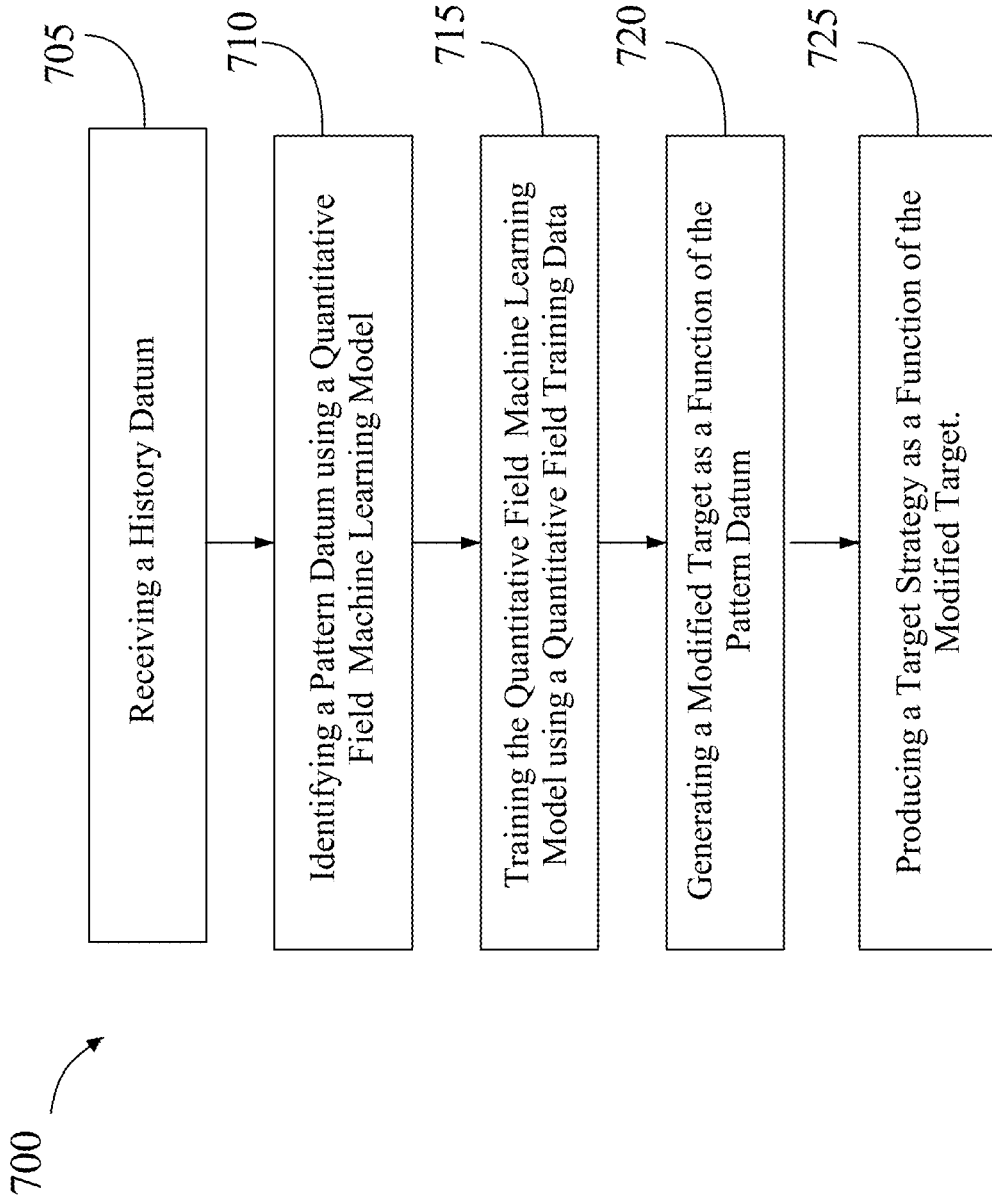 700
Receiving a History Datum
705
Identifying a Pattern Datum using a Quantitative
Field Machine Learning Model
710
Training the Quantitative Field Machine Learning
Model using a Quantitative Field Training Data
715
Generating a Modified Target as a Function of the
Pattern Datum
720
Producing a Target Strategy as a Function of the
Modified Target.
725